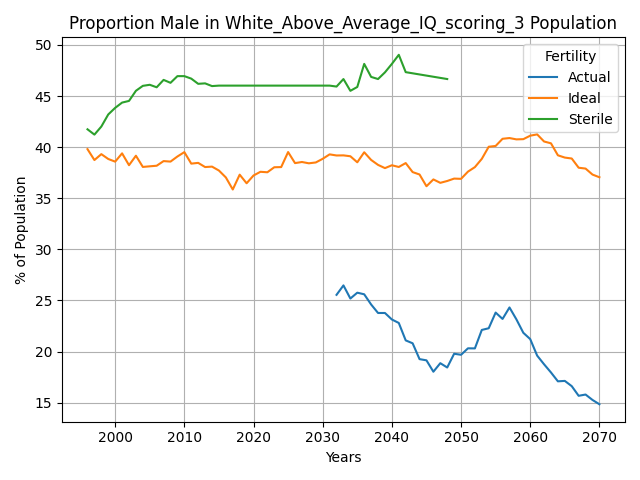 Proportion Male in White_Above_Average_IQ_scoring_3 Population
% of Population
50
45
40
35
30
25
20
15
Fertility
Actual
Ideal
Sterile
2000 2010 2020 2030 2040 2050 2060 2070
Years